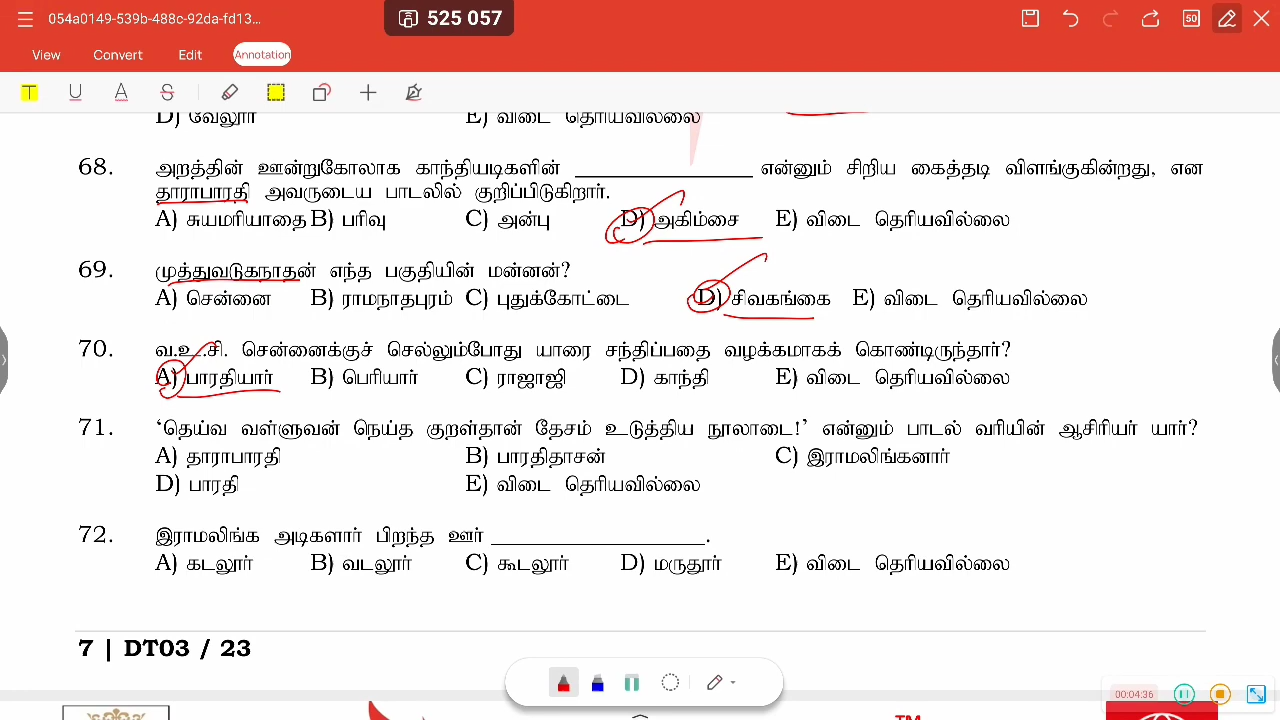 054a0149-539b-488c-92da-fd13...
525 057
50
View Convert Edit Annotation
T U A S
D) வேலூர் E) விடை தெரியவில்லை
68. அறத்தின் ஊன்றுகோலாக காந்தியடிகளின் ____________ என்னும் சிறிய கைத்தடி விளங்குகின்றது, என
தாராபாரதி அவருடைய பாடலில் குறிப்பிடுகிறார்.
A) சுயமரியாதை B) பரிவு C) அன்பு D) அகிம்சை E) விடை தெரியவில்லை
69. முத்துவடுகநாதன் எந்த பகுதியின் மன்னன்?
A) சென்னை B) ராமநாதபுரம் C) புதுக்கோட்டை D) சிவகங்கை E) விடை தெரியவில்லை
70. வ.உ.சி. சென்னைக்குச் செல்லும்போது யாரை சந்திப்பதை வழக்கமாகக் கொண்டிருந்தார்?
A) பாரதியார் B) பெரியார் C) ராஜாஜி D) காந்தி E) விடை தெரியவில்லை
71. ‘தெய்வ வள்ளுவன் நெய்த குறள்தான் தேசம் உடுத்திய நூலாடை!’ என்னும் பாடல் வரியின் ஆசிரியர் யார்?
A) தாராபாரதி B) பாரதிதாசன் C) இராமலிங்கனார்
D) பாரதி E) விடை தெரியவில்லை
72. இராமலிங்க அடிகளார் பிறந்த ஊர் ____________.
A) கடலூர் B) வடலூர் C) கூடலூர் D) மருதூர் E) விடை தெரியவில்லை
7 | DT03 / 23
00:04:36
TM